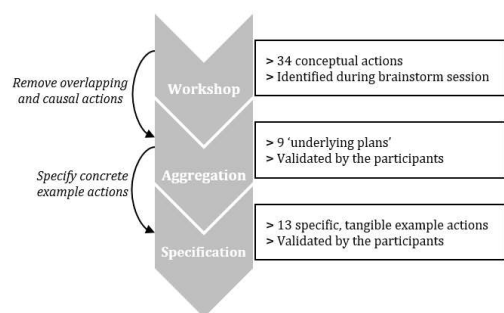 > 34 conceptual actions
> Identified during brainstorm session
Workshop
Remove overlapping
and causal actions
> 9 ‘underlying plans’
> Validated by the participants
Aggregation
Specify concrete
example actions
> 13 specific, tangible example actions
> Validated by the participants
Specification